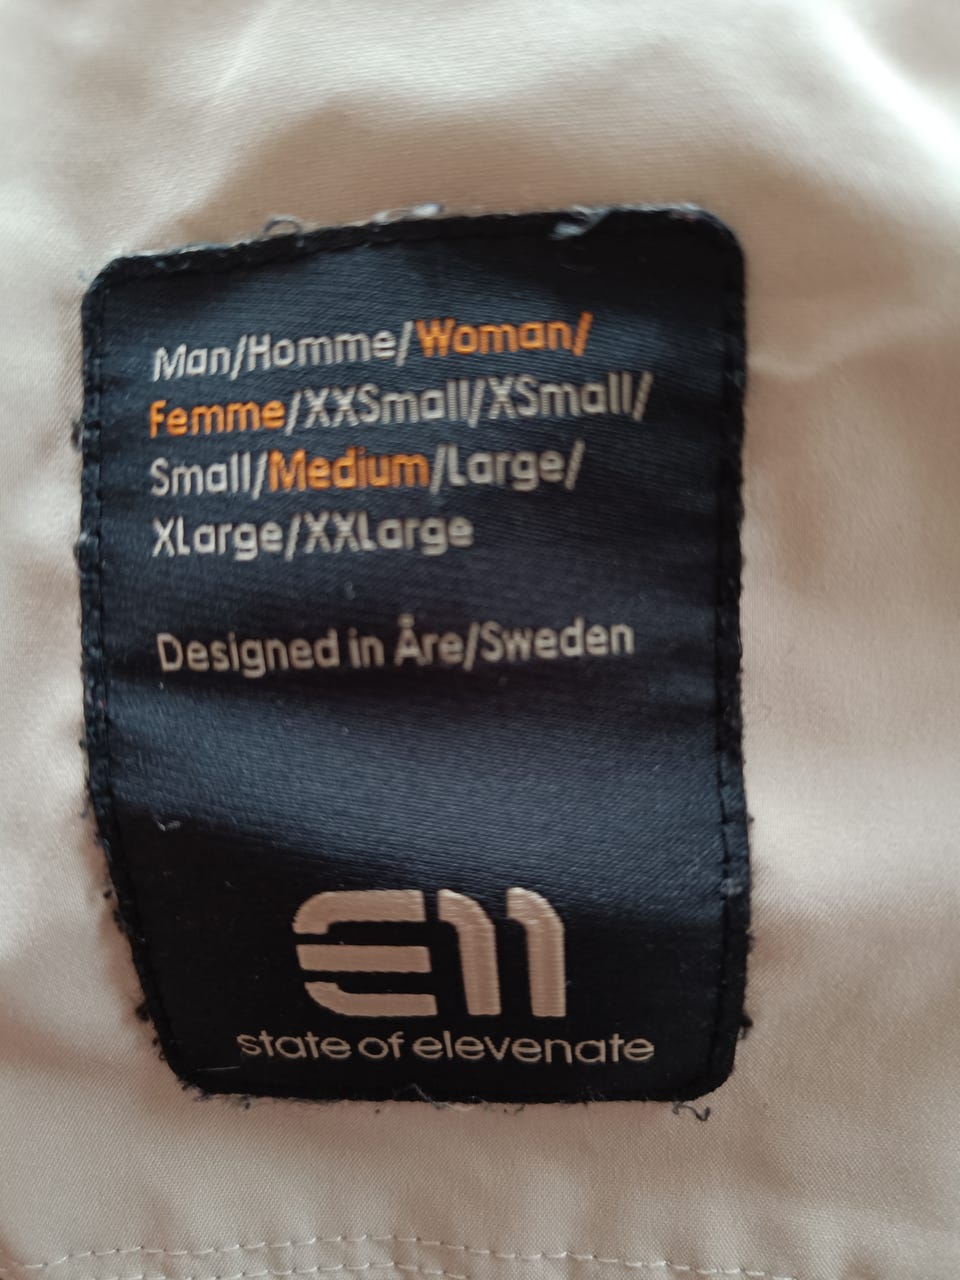 Man/Homme/Woman/
Femme/XXSmall/XSmall/
Small/Medium/Large/
XLarge/XXLarge
Designed in Åre/Sweden
E11
state of elevenate